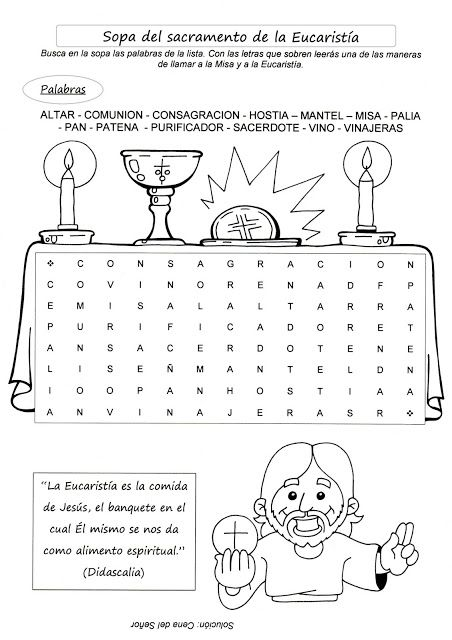 Sopa del sacramento de la Eucaristía
Busca en la sopa las palabras de la lista. Con las letras que sobren leerás una de las maneras
de llamar a la Misa y a la Eucaristía.
Palabras
ALTAR - COMUNION - CONSAGRACION - HOSTIA – MANTEL – MISA - PALIA
- PAN - PATENA - PURIFICADOR - SACERDOTE - VINO - VINAJERAS
❖ C O N S A G R A C I O N
C O V I N O R E N A D F P
E M I S A L A L T A R R A
P U R I F I C A D O R E T
A N S A C E R D O T E N E
L I S E Ñ M A N T E L D N
I O O P A N H O S T I A A
A N V I N A J E R A S R ❖
“La Eucaristía es la comida
de Jesús, el banquete en el
cual Él mismo se nos da
como alimento espiritual.”
(Didascalia)
Solución: Cena del Señor